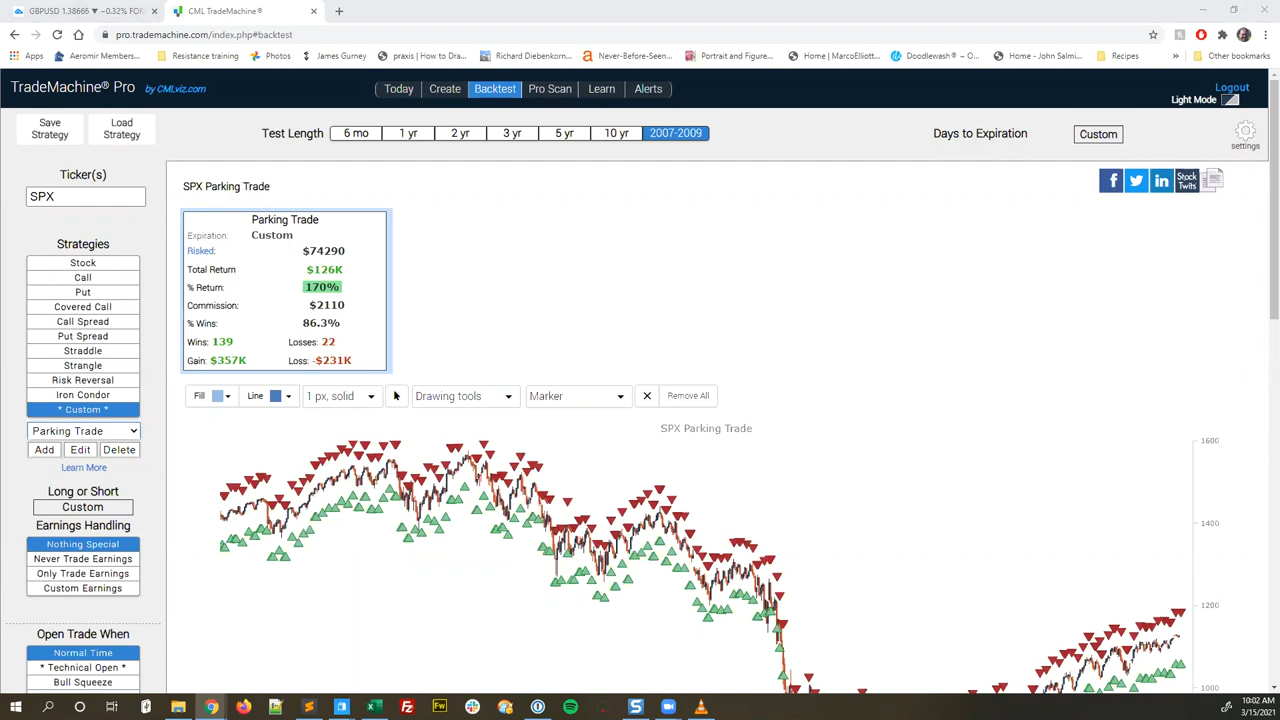 GBPUSD 1.38666 ▼ −0.32% FOR
CML TradeMachine®
pro.trademachine.com/index.php#backtest
Apps
Aeromir Members...
Resistance training
Photos
James Gurney
praxis | How to Dra...
Richard Diebenkorn...
Never-Before-Seen...
Portrait and Figure...
Home | MarcoElliott...
Doodlewash® ~ O...
Home - John Salmi...
Recipes
Other bookmarks
TradeMachine® Pro by CMLviz.com
Today Create Backtest Pro Scan Learn Alerts
Logout
Light Mode
Save Strategy
Load Strategy
Test Length 6 mo 1 yr 2 yr 3 yr 5 yr 10 yr 2007-2009
Days to Expiration Custom
settings
Ticker(s)
SPX
Strategies
Stock
Call
Put
Covered Call
Call Spread
Put Spread
Straddle
Strangle
Risk Reversal
Iron Condor
* Custom *
Parking Trade
Add Edit Delete
Learn More
Long or Short
Custom
Earnings Handling
Nothing Special
Never Trade Earnings
Only Trade Earnings
Custom Earnings
Open Trade When
Normal Time
* Technical Open *
Bull Squeeze
SPX Parking Trade
Stock Twits
Parking Trade
Expiration: Custom
Risked: $74290
Total Return $126K
% Return: 170%
Commission: $2110
% Wins: 86.3%
Wins: 139 Losses: 22
Gain: $357K Loss: -$231K
Fill Line 1 px, solid Drawing tools Marker Remove All
SPX Parking Trade
1600
1400
1200
1000
10:02 AM
3/15/2021